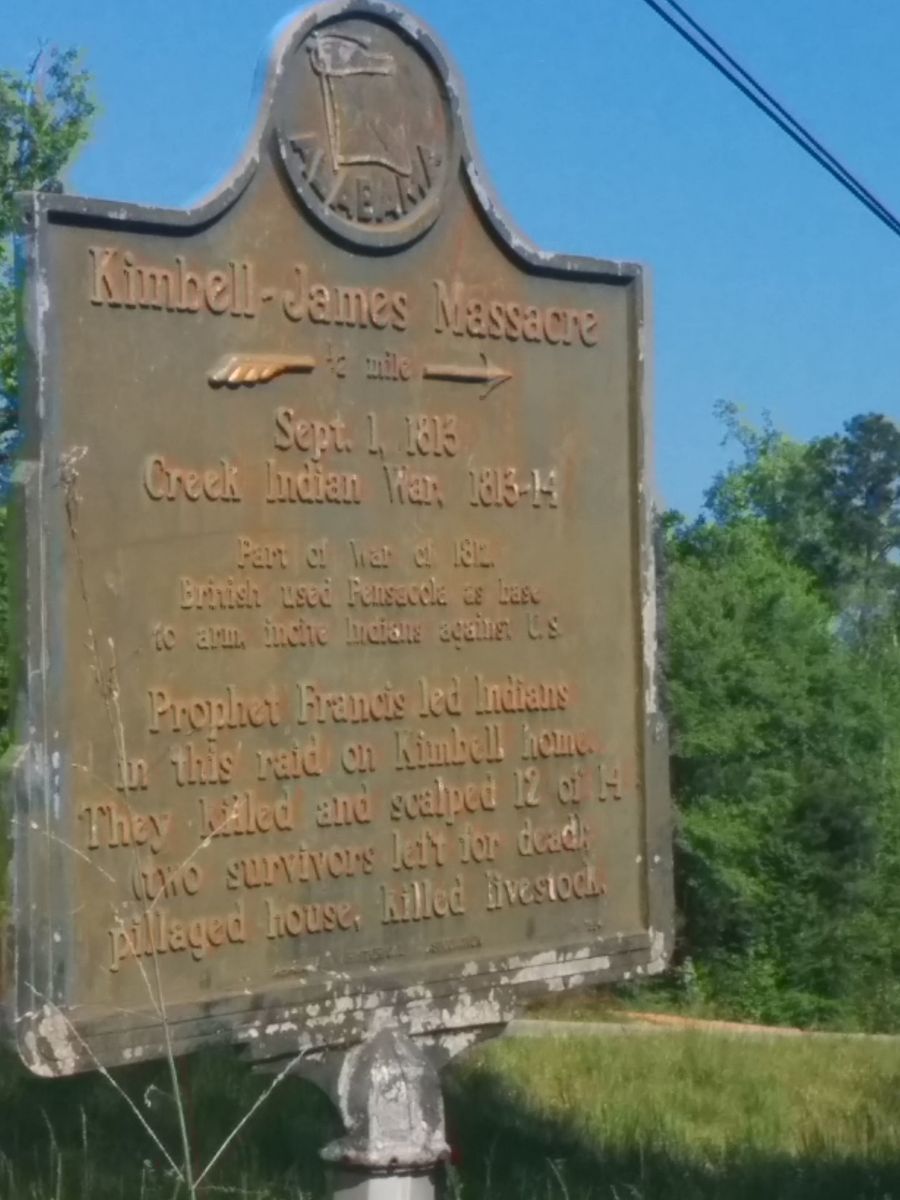 ALABAMA
Kimbell-James Massacre
½ mile
Sept. 1, 1813
Creek Indian War, 1813-14
Part of War of 1812.
British used Pensacola as base
to arm, incite Indians against U.S.
Prophet Francis led Indians
in this raid on Kimbell home.
They killed and scalped 12 of 14
(two survivors left for dead),
pillaged house, killed livestock.